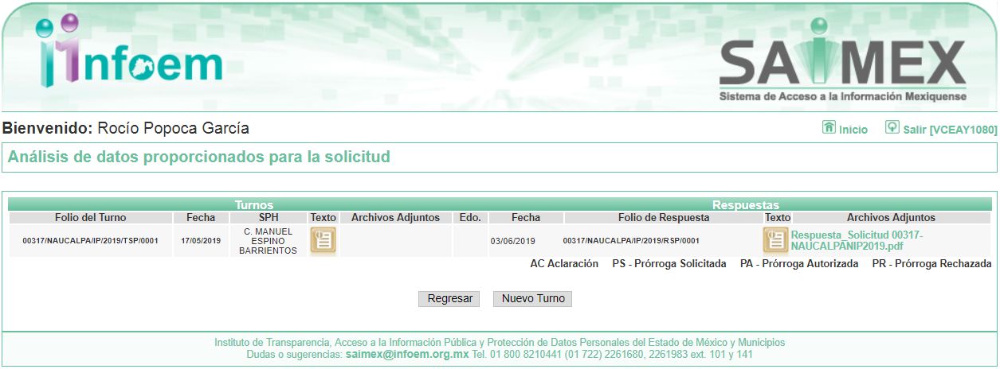 infoem
SAIMEX
Sistema de Acceso a la Información Mexiquense
Bienvenido: Rocío Popoca García
Inicio Salir [VCEAY1080]
Análisis de datos proporcionados para la solicitud
Turnos Respuestas
Folio del Turno Fecha SPH Texto Archivos Adjuntos Edo. Fecha Folio de Respuesta Texto Archivos Adjuntos
00317/NAUCALPA/IP/2019/TSP/0001 17/05/2019 C. MANUEL ESPINO BARRIENTOS 03/06/2019 00317/NAUCALPA/IP/2019/RSP/0001 Respuesta_Solicitud 00317-
NAUCALPANIP2019.pdf
AC Aclaración PS - Prórroga Solicitada PA - Prórroga Autorizada PR - Prórroga Rechazada
Regresar Nuevo Turno
Instituto de Transparencia, Acceso a la Información Pública y Protección de Datos Personales del Estado de México y Municipios
Dudas o sugerencias: saimex@infoem.org.mx Tel. 01 800 8210441 (01 722) 2261680, 2261983 ext. 101 y 141